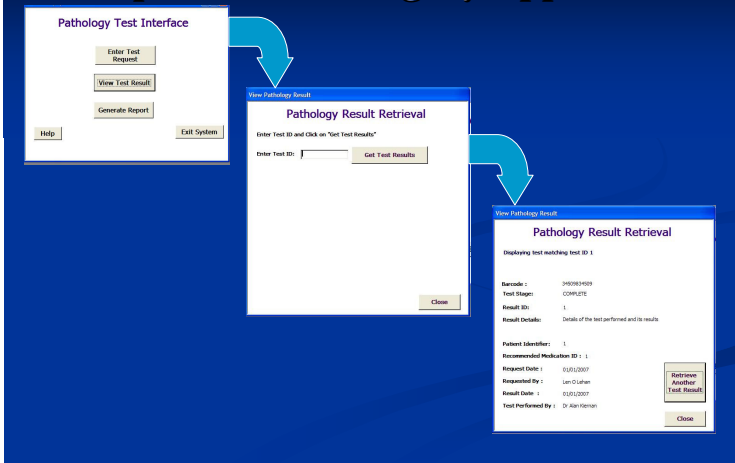 Pathology Test Interface
Enter Test
Request
View Test Result
Generate Report
Help
Exit System
View Pathology Result
Pathology Result Retrieval
Enter Test ID and Click on "Get Test Results"
Enter Test ID:
Get Test Results
Close
View Pathology Result
Pathology Result Retrieval
Displaying test matching test ID 1
Barcode : 34509834509
Test Stage: COMPLETE
Result ID: 1
Result Details: Details of the test performed and its results
Patient Identifier: 1
Recommended Medication ID : 1
Request Date : 01/01/2007
Requested By : Len O Lehan
Result Date : 01/01/2007
Test Performed By : Dr Alan Kiernan
Retrieve
Another
Test Result
Close